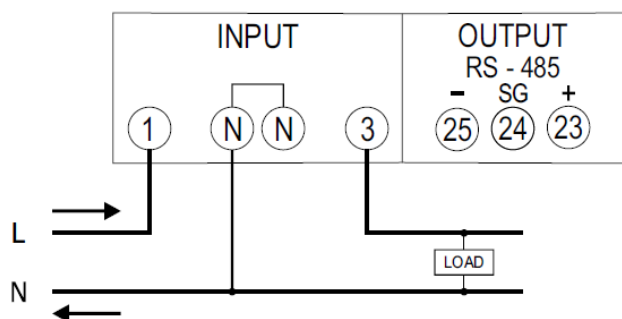 INPUT
OUTPUT
RS - 485
- SG +
1 N N 3
25 24 23
L
LOAD
N